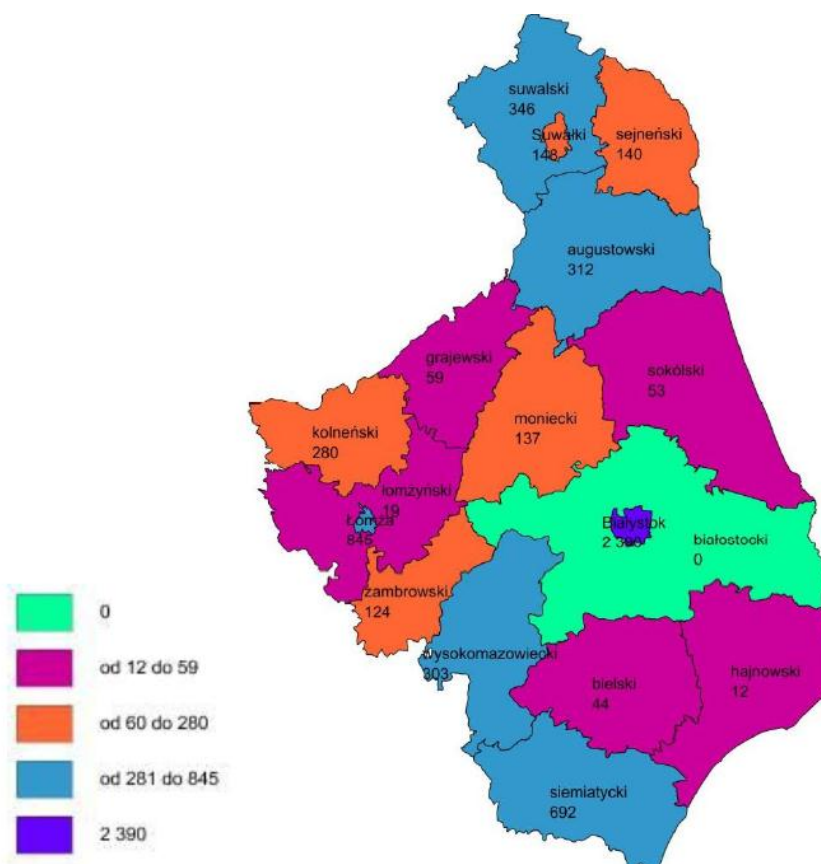 suwalski
346
Suwałki
148
sejneński
140
augustowski
312
grajewski
59
sokólski
53
kolneński
280
moniecki
137
łomżyński
19
Łomża
845
Białystok
2 390
białostocki
0
zambrowski
124
wysokomazowiecki
303
bielski
44
hajnowski
12
siemiatycki
692
0
od 12 do 59
od 60 do 280
od 281 do 845
2 390